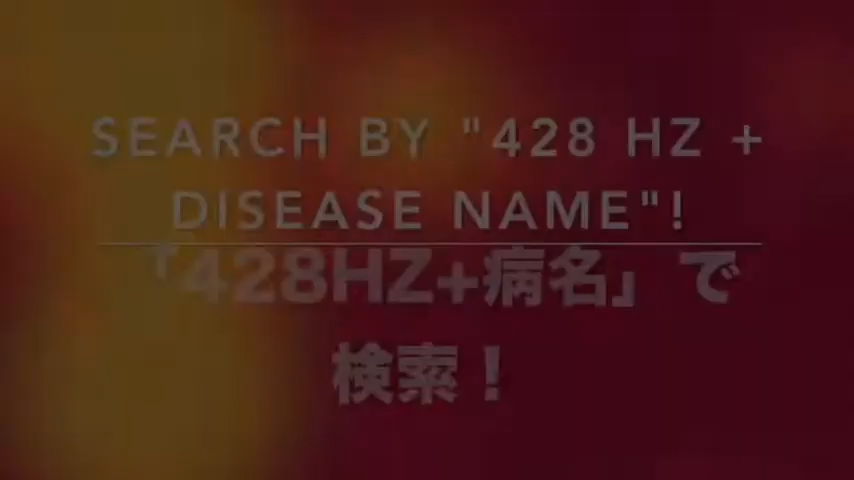 SEARCH BY "428 HZ +
DISEASE NAME"!
「428HZ+病名」で
検索！